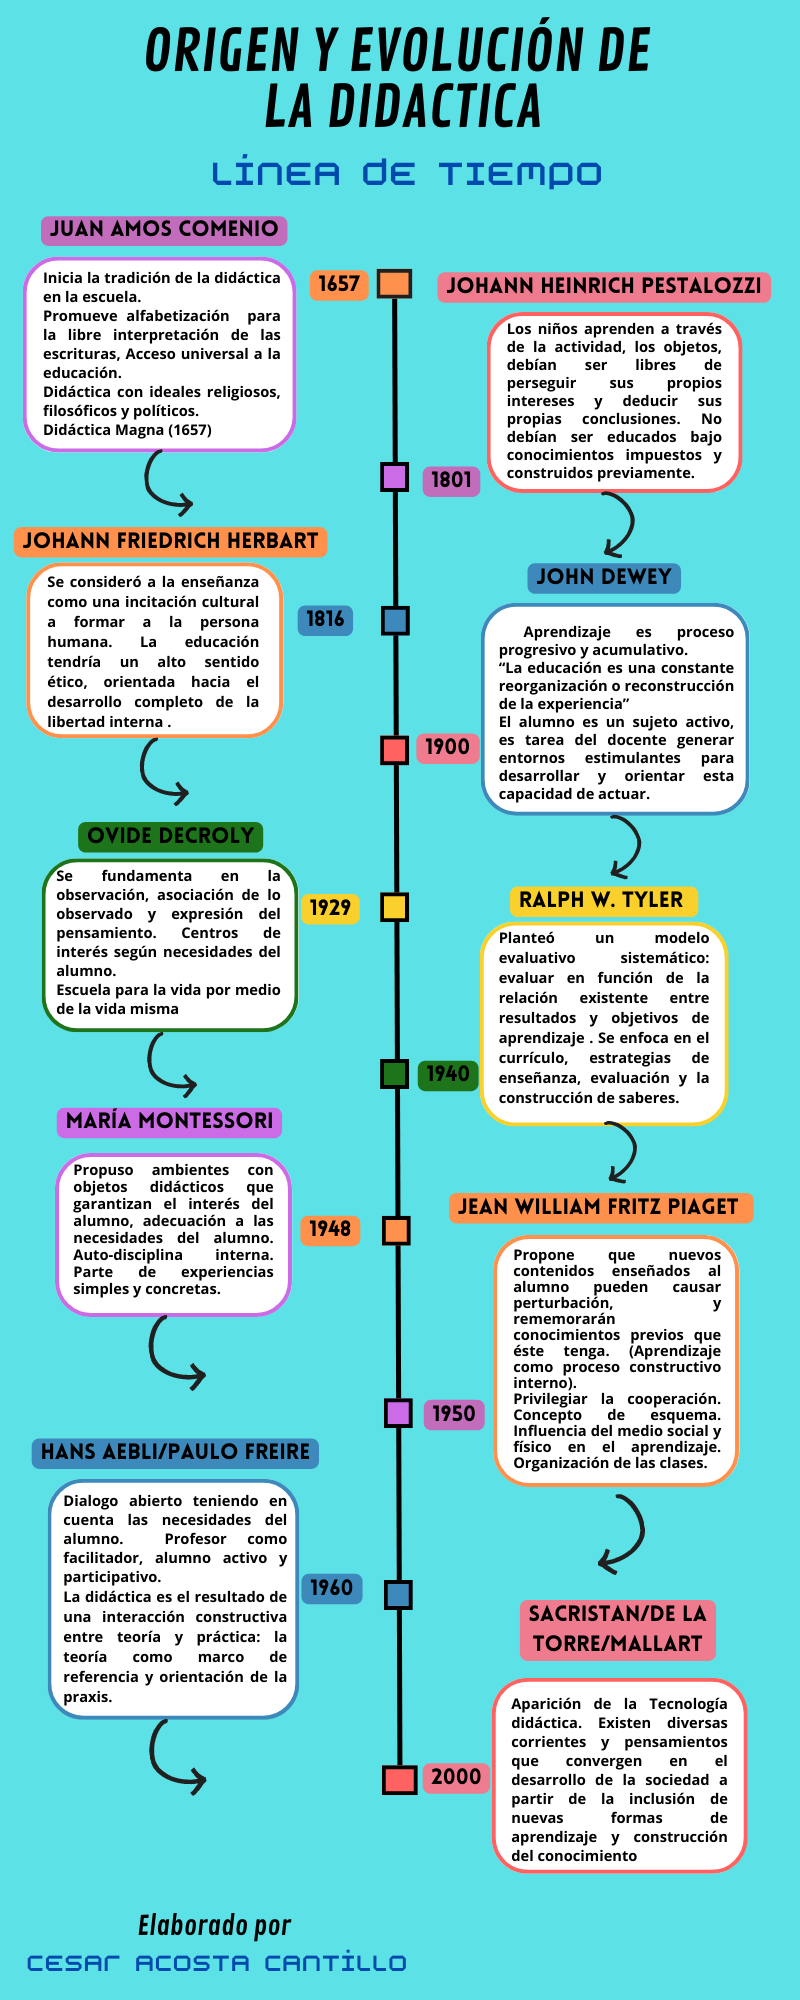 ORIGEN Y EVOLUCIÓN DE
LA DIDACTICA
LÍNEA DE TIEMPO
JUAN AMOS COMENIO
Inicia la tradición de la didáctica
en la escuela.
Promueve alfabetización para
la libre interpretación de las
escrituras, Acceso universal a la
educación.
Didáctica con ideales religiosos,
filosóficos y políticos.
Didáctica Magna (1657)
1657
JOHANN HEINRICH PESTALOZZI
Los niños aprenden a través
de la actividad, los objetos,
debían ser libres de
perseguir sus propios
intereses y deducir sus
propias conclusiones. No
debían ser educados bajo
conocimientos impuestos y
construidos previamente.
1801
JOHANN FRIEDRICH HERBART
Se consideró a la enseñanza
como una incitación cultural
a formar a la persona
humana. La educación
tendría un alto sentido
ético, orientada hacia el
desarrollo completo de la
libertad interna .
1816
JOHN DEWEY
Aprendizaje es proceso
progresivo y acumulativo.
“La educación es una constante
reorganización o reconstrucción
de la experiencia”
El alumno es un sujeto activo,
es tarea del docente generar
entornos estimulantes para
desarrollar y orientar esta
capacidad de actuar.
1900
OVIDE DECROLY
Se fundamenta en la
observación, asociación de lo
observado y expresión del
pensamiento. Centros de
interés según necesidades del
alumno.
Escuela para la vida por medio
de la vida misma
1929
RALPH W. TYLER
Planteó un modelo
evaluativo sistemático:
evaluar en función de la
relación existente entre
resultados y objetivos de
aprendizaje . Se enfoca en el
currículo, estrategias de
enseñanza, evaluación y la
construcción de saberes.
1940
MARÍA MONTESSORI
Propuso ambientes con
objetos didácticos que
garantizan el interés del
alumno, adecuación a las
necesidades del alumno.
Auto-disciplina interna.
Parte de experiencias
simples y concretas.
1948
JEAN WILLIAM FRITZ PIAGET
Propone que nuevos
contenidos enseñados al
alumno pueden causar
perturbación, y
rememorarán
conocimientos previos que
éste tenga. (Aprendizaje
como proceso constructivo
interno).
Privilegiar la cooperación.
Concepto de esquema.
Influencia del medio social y
físico en el aprendizaje.
Organización de las clases.
1950
HANS AEBLI/PAULO FREIRE
Dialogo abierto teniendo en
cuenta las necesidades del
alumno. Profesor como
facilitador, alumno activo y
participativo.
La didáctica es el resultado de
una interacción constructiva
entre teoría y práctica: la
teoría como marco de
referencia y orientación de la
praxis.
1960
SACRISTAN/DE LA
TORRE/MALLART
Aparición de la Tecnología
didáctica. Existen diversas
corrientes y pensamientos
que convergen en el
desarrollo de la sociedad a
partir de la inclusión de
nuevas formas de
aprendizaje y construcción
del conocimiento
2000
Elaborado por
CESAR ACOSTA CANTÍLLO